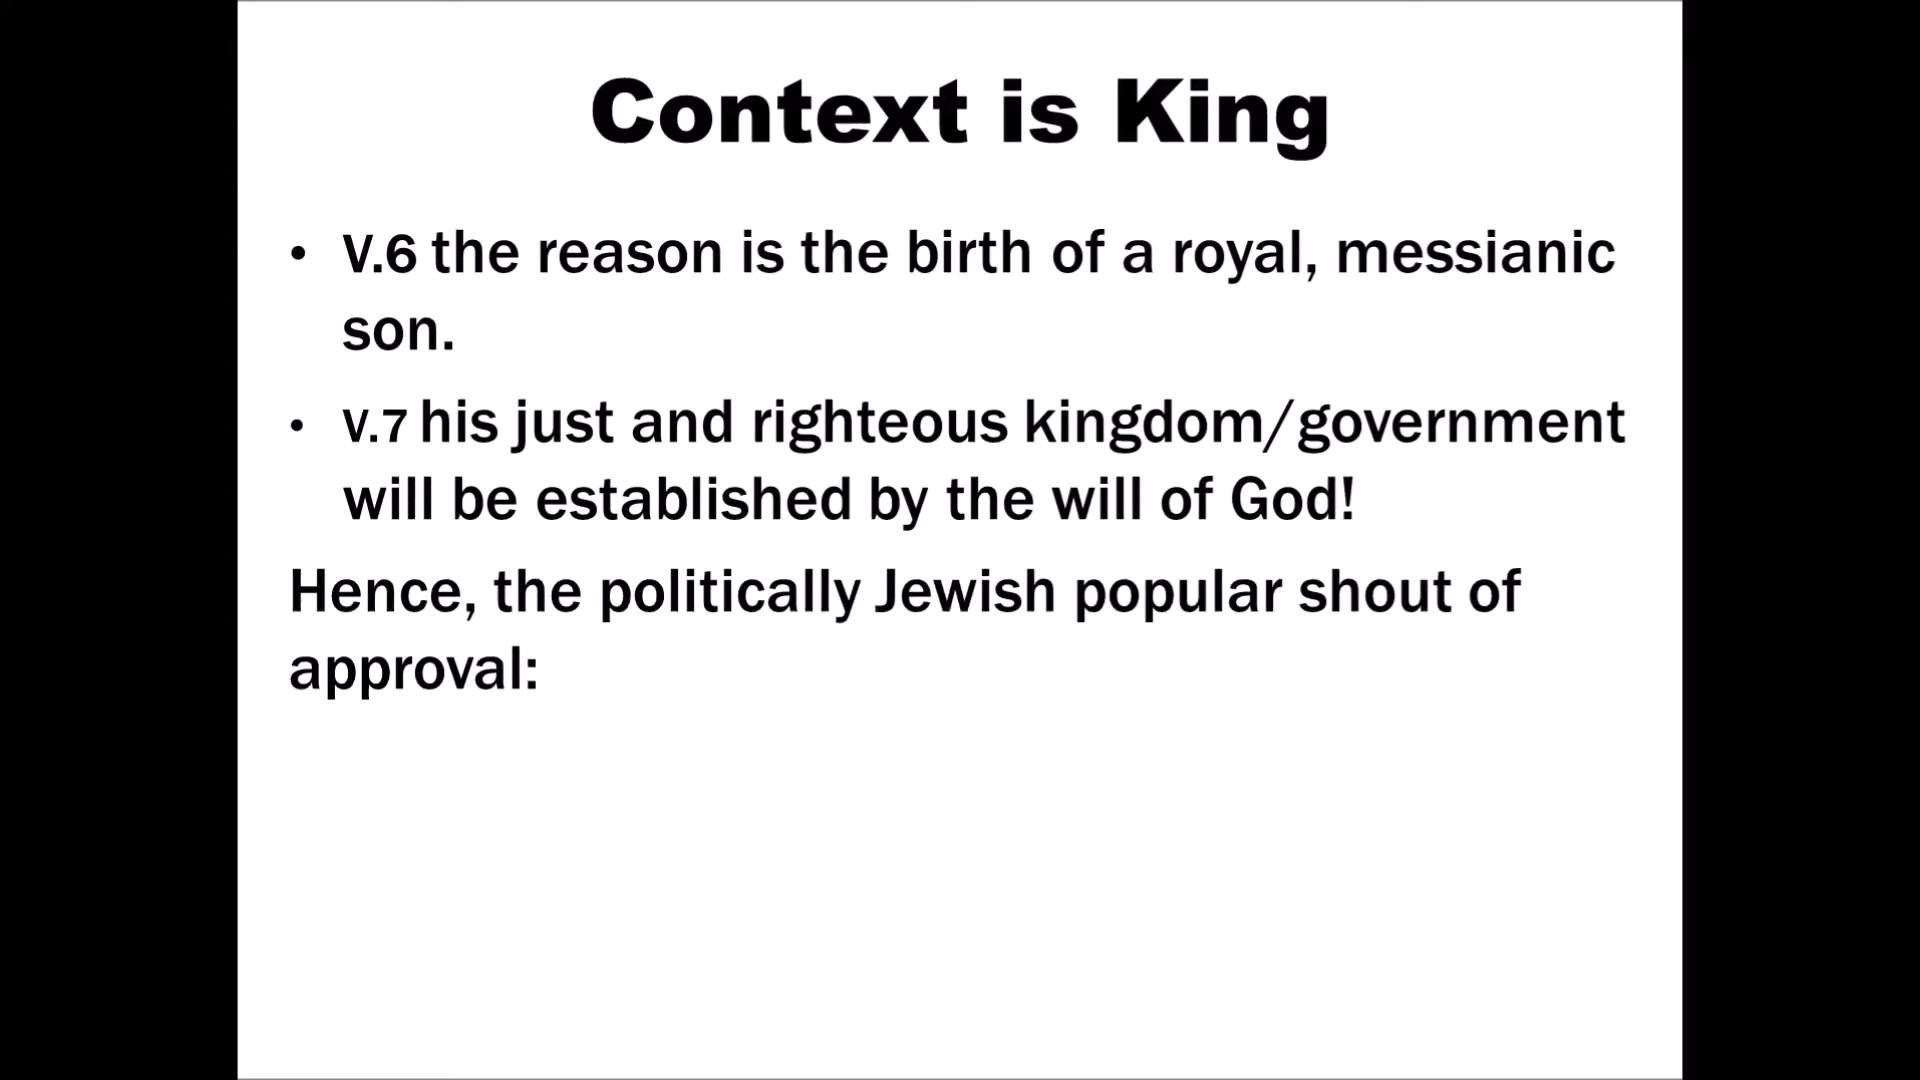 Context is King
• V.6 the reason is the birth of a royal, messianic
son.
• V.7 his just and righteous kingdom/government
will be established by the will of God!
Hence, the politically Jewish popular shout of
approval: